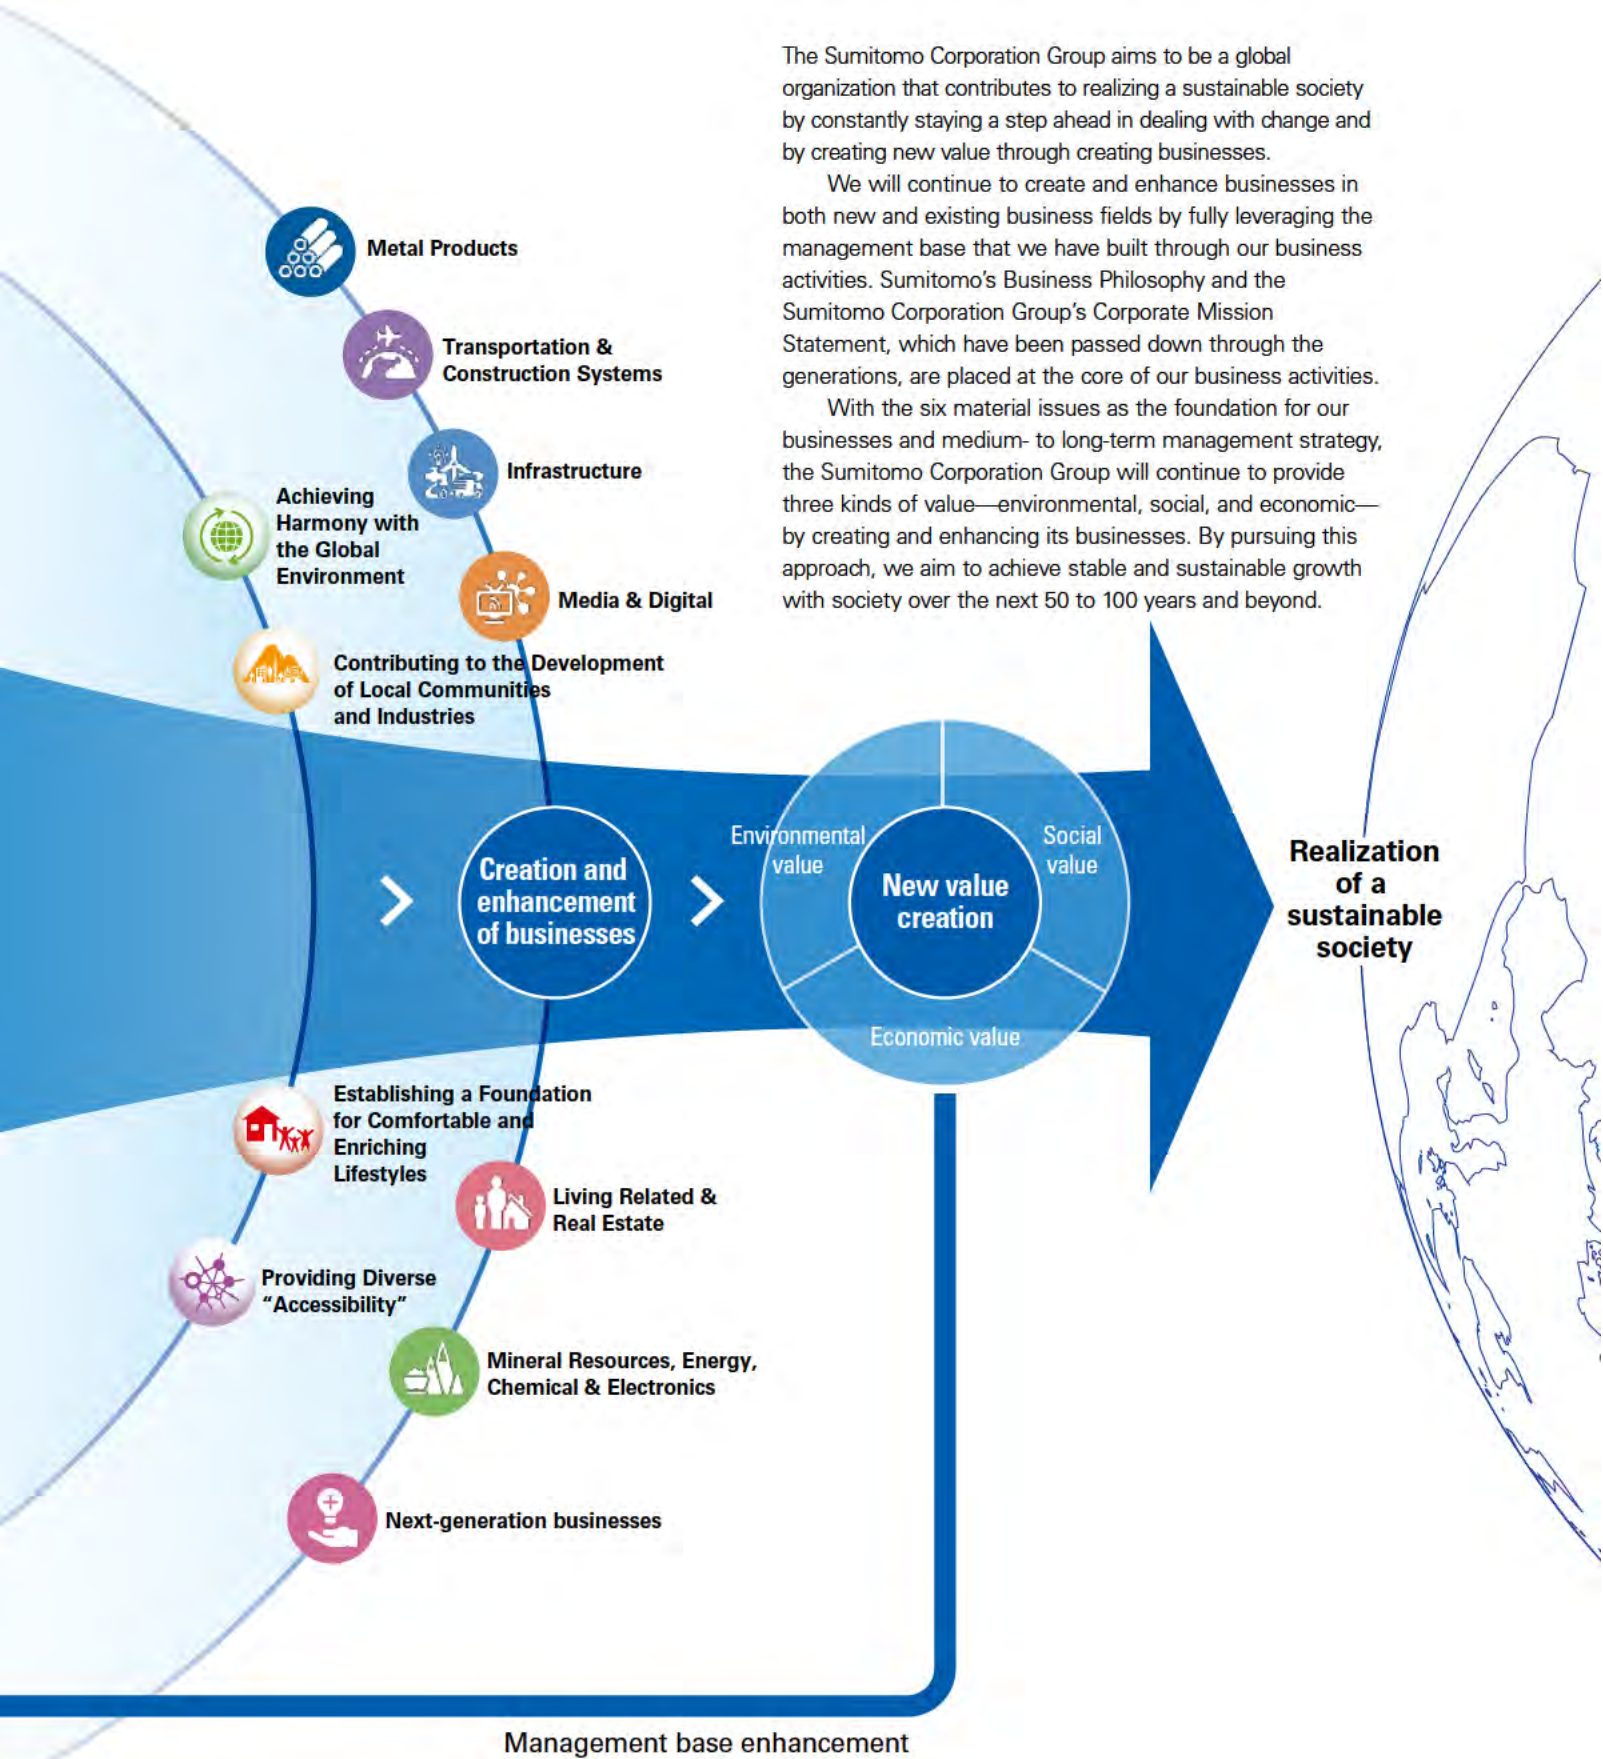 The Sumitomo Corporation Group aims to be a global
organization that contributes to realizing a sustainable society
by constantly staying a step ahead in dealing with change and
by creating new value through creating businesses.
We will continue to create and enhance businesses in
both new and existing business fields by fully leveraging the
management base that we have built through our business
activities. Sumitomo's Business Philosophy and the
Sumitomo Corporation Group's Corporate Mission
Statement, which have been passed down through the
generations, are placed at the core of our business activities.
With the six material issues as the foundation for our
businesses and medium- to long-term management strategy,
the Sumitomo Corporation Group will continue to provide
three kinds of value—environmental, social, and economic—
by creating and enhancing its businesses. By pursuing this
approach, we aim to achieve stable and sustainable growth
with society over the next 50 to 100 years and beyond.
Metal Products
Transportation &
Construction Systems
Infrastructure
Achieving
Harmony with
the Global
Environment
Media & Digital
Contributing to the Development
of Local Communities
and Industries
Creation and
enhancement
of businesses
Environmental
value
Social
value
New value
creation
Economic value
Realization
of a
sustainable
society
Establishing a Foundation
for Comfortable and
Enriching
Lifestyles
Living Related &
Real Estate
Providing Diverse
"Accessibility"
Mineral Resources, Energy,
Chemical & Electronics
Next-generation businesses
Management base enhancement